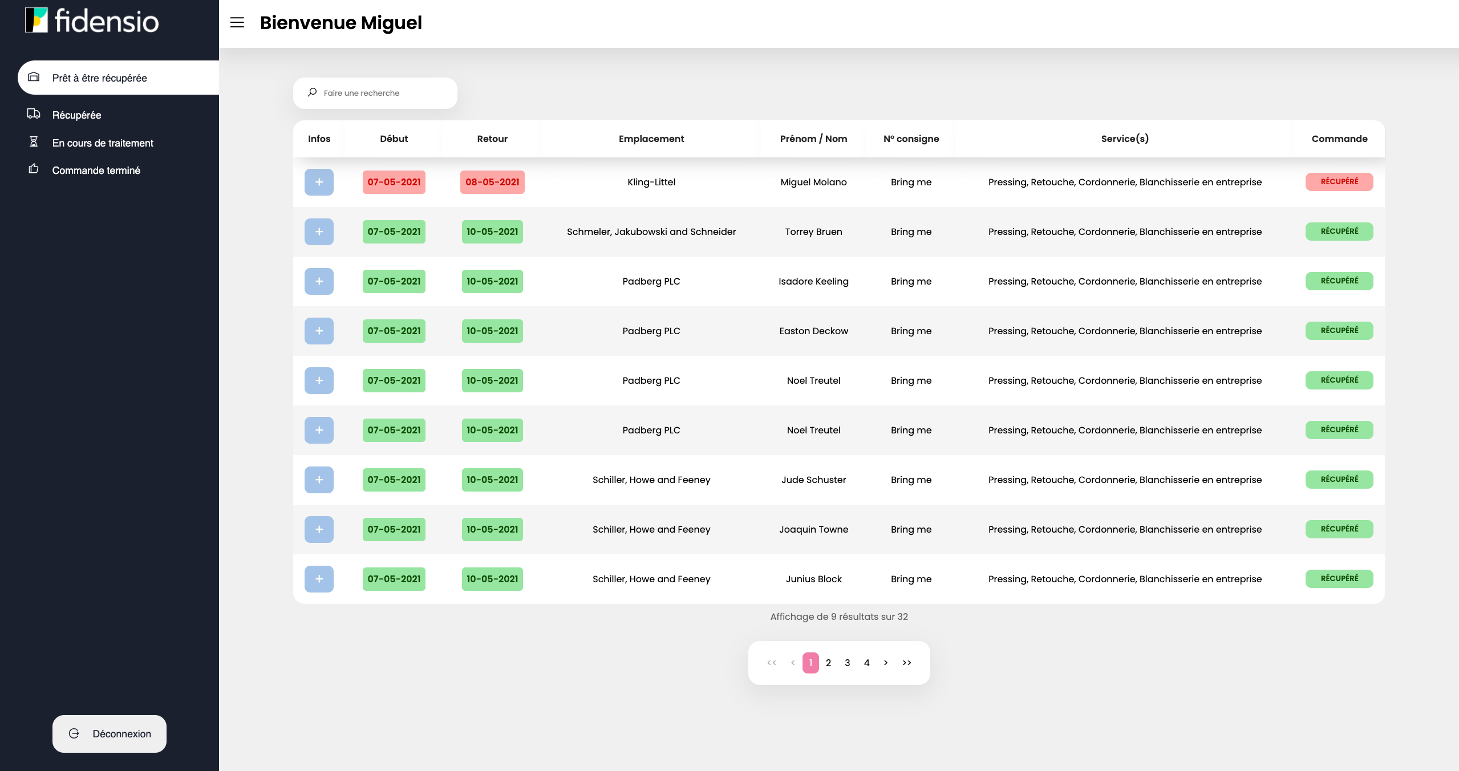 fidensio
Bienvenue Miguel
Prêt à être récupérée
Récupérée
En cours de traitement
Commande terminé
Déconnexion
Faire une recherche
Infos Début Retour Emplacement Prénom / Nom N° consigne Service(s) Commande
+ 07-05-2021 08-05-2021 Kling-Littel Miguel Molano Bring me Pressing, Retouche, Cordonnerie, Blanchisserie en entreprise RÉCUPÉRÉ
+ 07-05-2021 10-05-2021 Schmeler, Jakubowski and Schneider Torrey Bruen Bring me Pressing, Retouche, Cordonnerie, Blanchisserie en entreprise RÉCUPÉRÉ
+ 07-05-2021 10-05-2021 Padberg PLC Isadore Keeling Bring me Pressing, Retouche, Cordonnerie, Blanchisserie en entreprise RÉCUPÉRÉ
+ 07-05-2021 10-05-2021 Padberg PLC Easton Deckow Bring me Pressing, Retouche, Cordonnerie, Blanchisserie en entreprise RÉCUPÉRÉ
+ 07-05-2021 10-05-2021 Padberg PLC Noel Treutel Bring me Pressing, Retouche, Cordonnerie, Blanchisserie en entreprise RÉCUPÉRÉ
+ 07-05-2021 10-05-2021 Padberg PLC Noel Treutel Bring me Pressing, Retouche, Cordonnerie, Blanchisserie en entreprise RÉCUPÉRÉ
+ 07-05-2021 10-05-2021 Schiller, Howe and Feeney Jude Schuster Bring me Pressing, Retouche, Cordonnerie, Blanchisserie en entreprise RÉCUPÉRÉ
+ 07-05-2021 10-05-2021 Schiller, Howe and Feeney Joaquin Towne Bring me Pressing, Retouche, Cordonnerie, Blanchisserie en entreprise RÉCUPÉRÉ
+ 07-05-2021 10-05-2021 Schiller, Howe and Feeney Junius Block Bring me Pressing, Retouche, Cordonnerie, Blanchisserie en entreprise RÉCUPÉRÉ
Affichage de 9 résultats sur 32
<< < 1 2 3 4 > >>